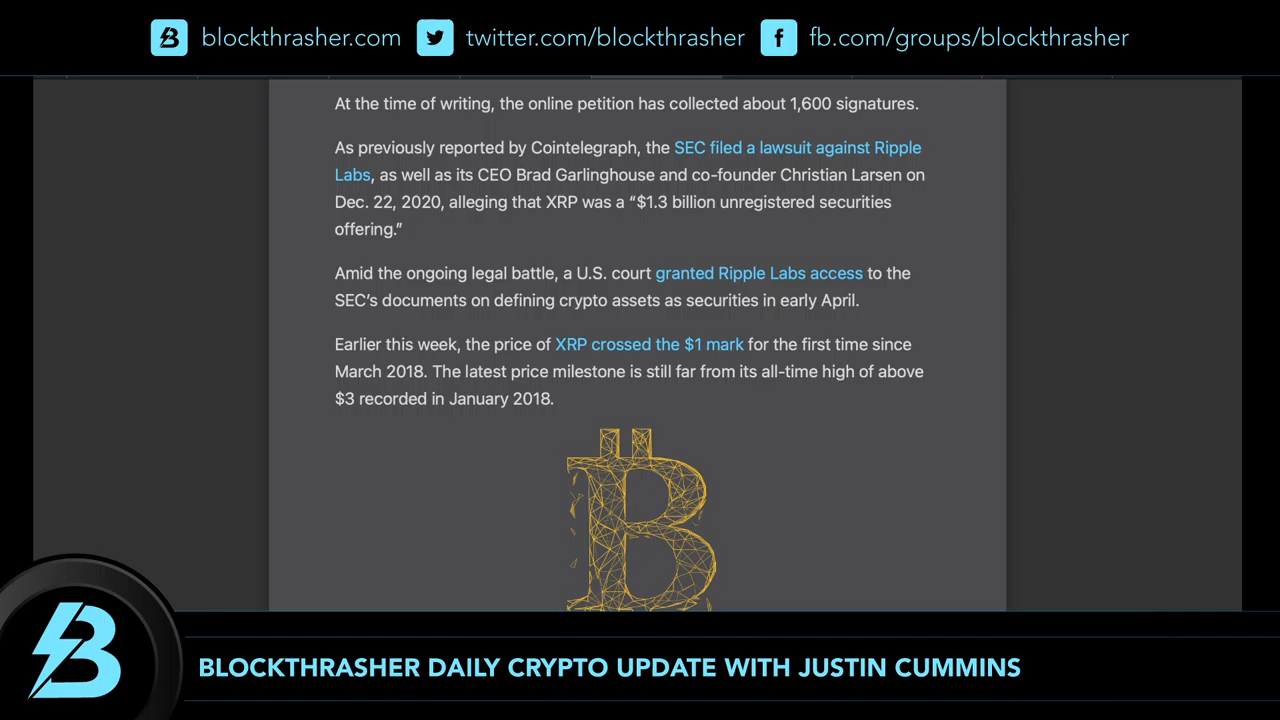 blockthrasher.com twitter.com/blockthrasher fb.com/groups/blockthrasher
At the time of writing, the online petition has collected about 1,600 signatures.
As previously reported by Cointelegraph, the SEC filed a lawsuit against Ripple
Labs, as well as its CEO Brad Garlinghouse and co-founder Christian Larsen on
Dec. 22, 2020, alleging that XRP was a “$1.3 billion unregistered securities
offering.”
Amid the ongoing legal battle, a U.S. court granted Ripple Labs access to the
SEC’s documents on defining crypto assets as securities in early April.
Earlier this week, the price of XRP crossed the $1 mark for the first time since
March 2018. The latest price milestone is still far from its all-time high of above
$3 recorded in January 2018.
BLOCKTHRASHER DAILY CRYPTO UPDATE WITH JUSTIN CUMMINS